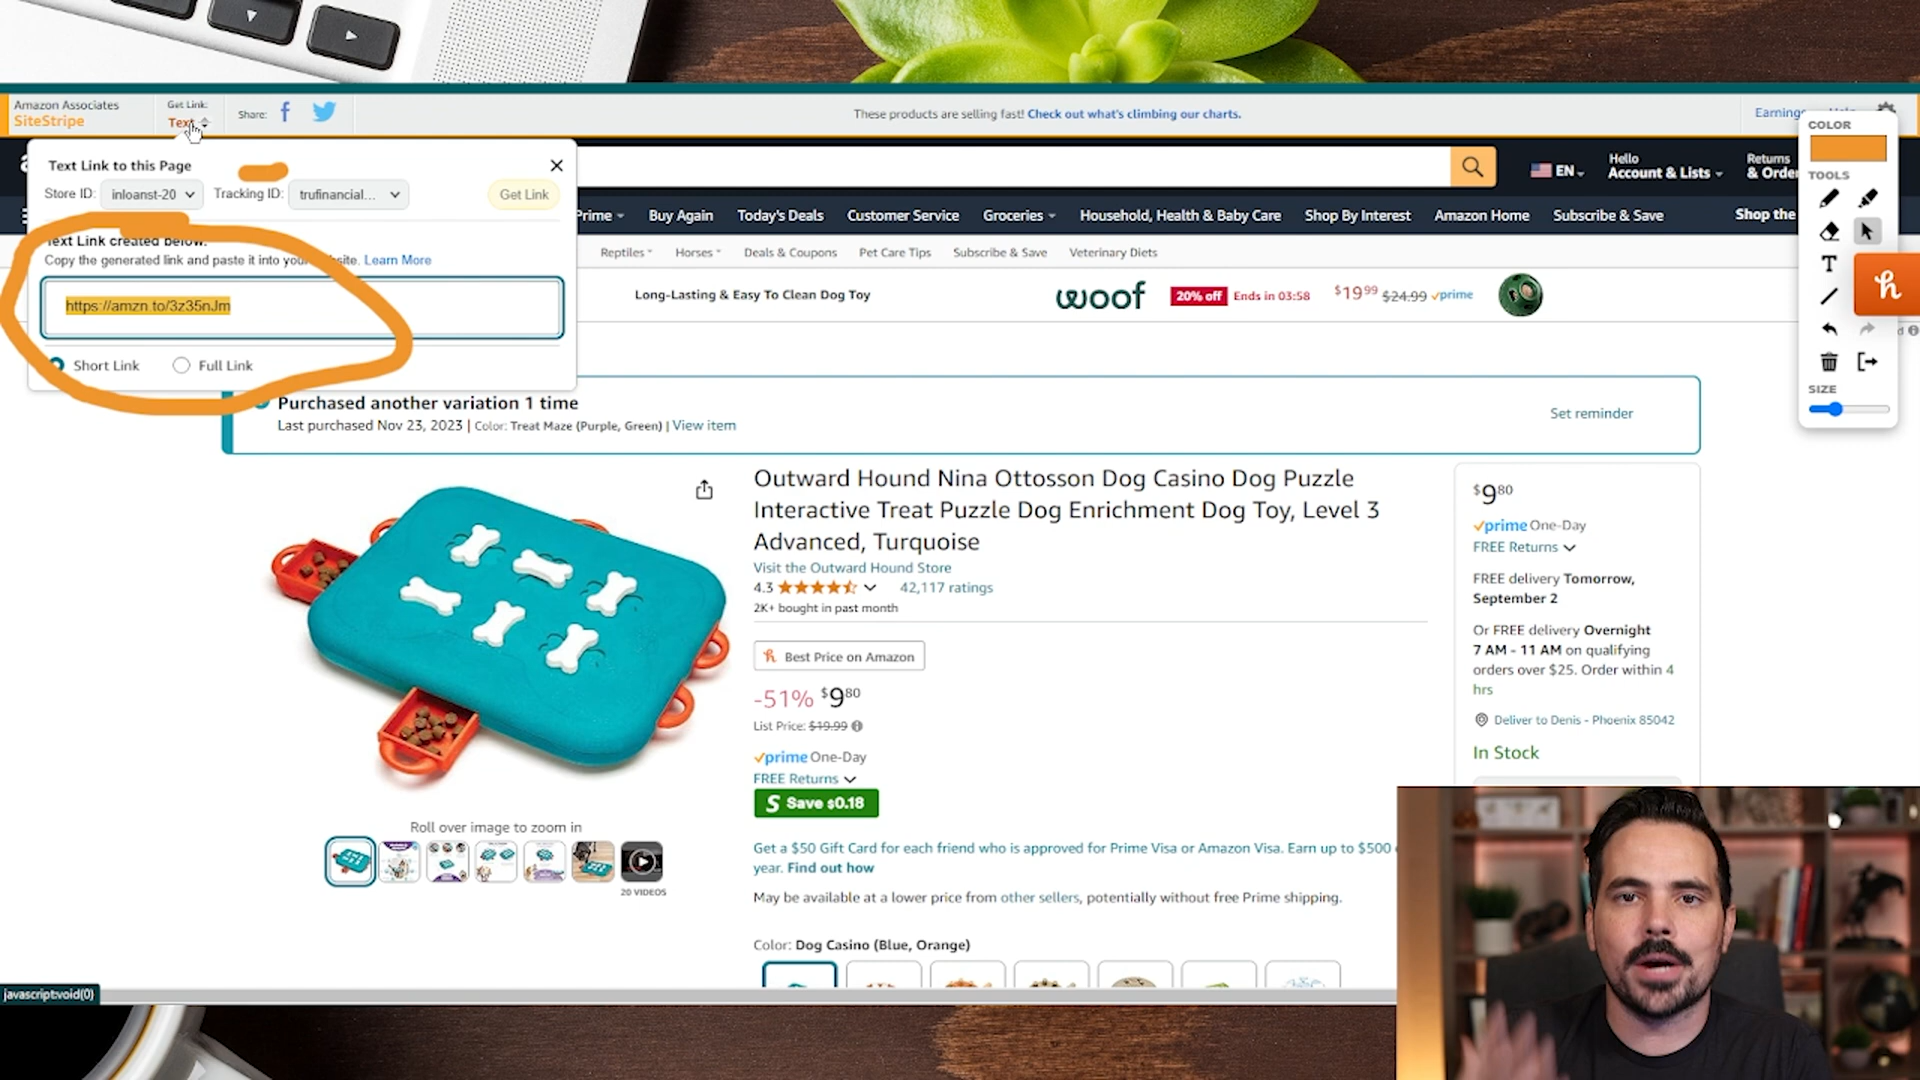 Amazon Associates
SiteStripe
Get Link:
Text
Share:
These products are selling fast! Check out what's climbing our charts.
Earnings
Help
COLOR
TOOLS
SIZE
Text Link to this Page
Store ID: inloanst-20 Tracking ID: trufinancial... Get Link
Text Link created below.
Copy the generated link and paste it into your website. Learn More
https://amzn.to/3z35nJm
Short Link Full Link
EN
Hello
Account & Lists
Returns
& Orde
Prime Buy Again Today's Deals Customer Service Groceries Household, Health & Baby Care Shop By Interest Amazon Home Subscribe & Save Shop the
Reptiles Horses Deals & Coupons Pet Care Tips Subscribe & Save Veterinary Diets
Long-Lasting & Easy To Clean Dog Toy
woof
20% off Ends in 03:58 $19.99 $24.99 prime
h
Purchased another variation 1 time
Last purchased Nov 23, 2023 | Color: Treat Maze (Purple, Green) | View item
Set reminder
Outward Hound Nina Ottosson Dog Casino Dog Puzzle
Interactive Treat Puzzle Dog Enrichment Dog Toy, Level 3
Advanced, Turquoise
Visit the Outward Hound Store
4.3 42,117 ratings
2K+ bought in past month
h Best Price on Amazon
-51% $9.80
List Price: $19.99
prime One-Day
FREE Returns
S Save $0.18
Get a $50 Gift Card for each friend who is approved for Prime Visa or Amazon Visa. Earn up to $500
year. Find out how
May be available at a lower price from other sellers, potentially without free Prime shipping.
Color: Dog Casino (Blue, Orange)
$9.80
prime One-Day
FREE Returns
FREE delivery Tomorrow,
September 2
Or FREE delivery Overnight
7 AM - 11 AM on qualifying
orders over $25. Order within 4
hrs
Deliver to Denis - Phoenix 85042
In Stock
Roll over image to zoom in
20 VIDEOS
javascript:void(0)